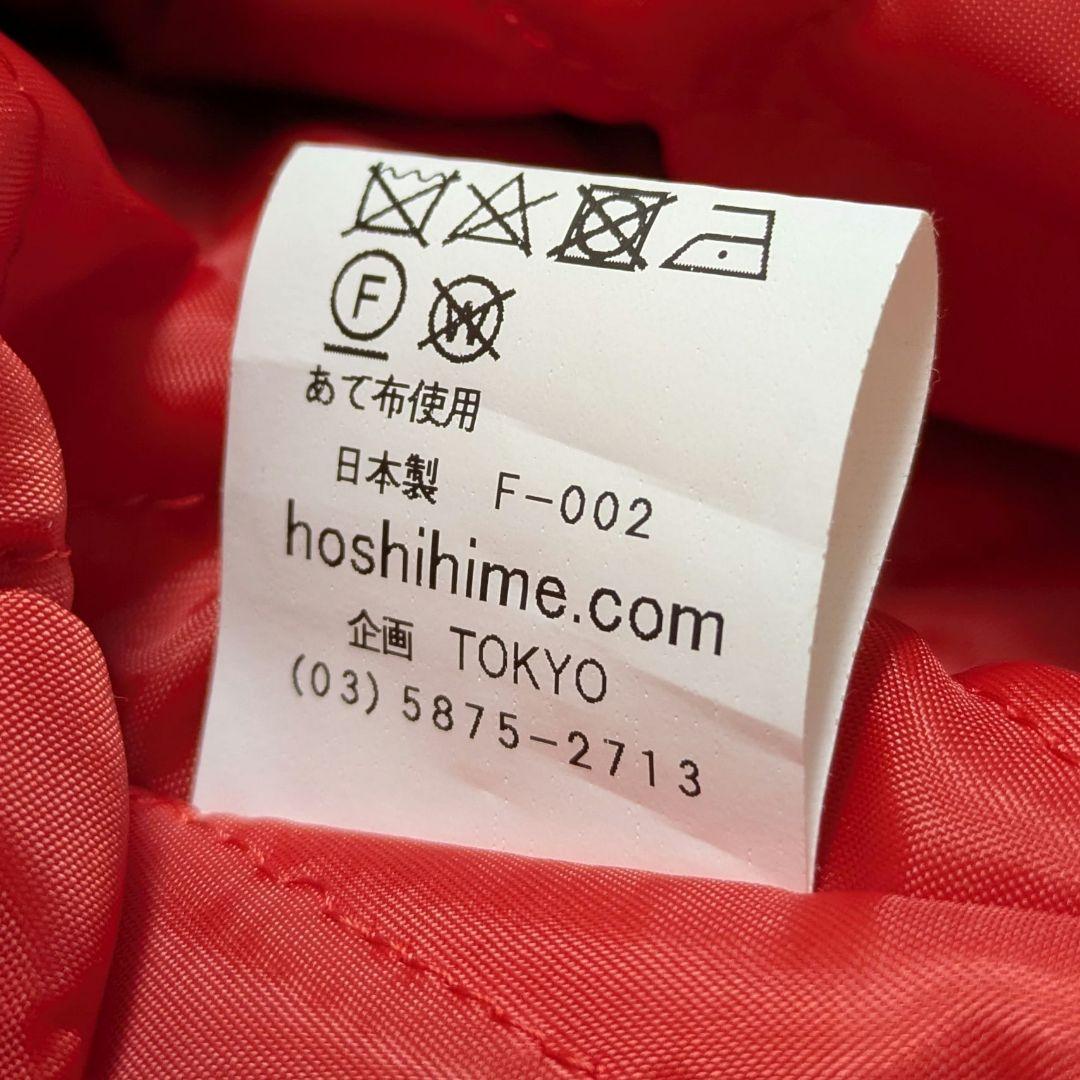 F
W
あて布使用
日本製 F-002
hoshihime.com
企画 TOKYO
(03)5875-2713